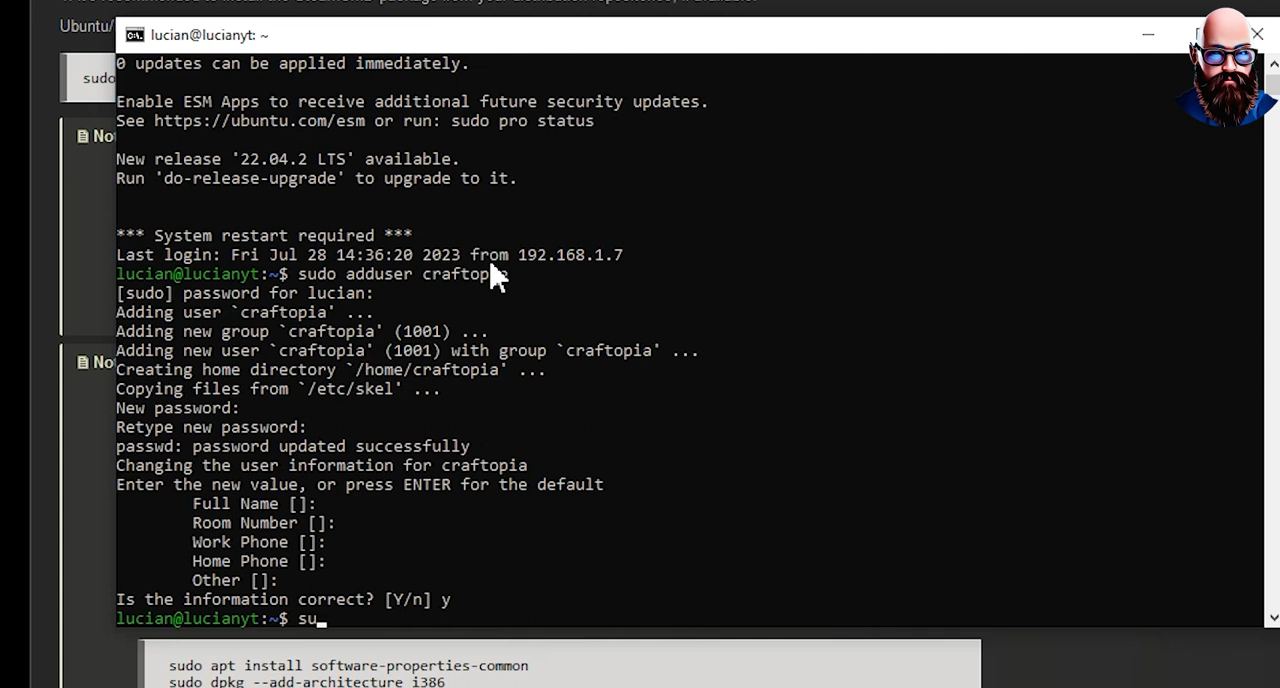 Ubuntu/
lucian@lucianyt: ~
sudo
0 updates can be applied immediately.
Enable ESM Apps to receive additional future security updates.
See https://ubuntu.com/esm or run: sudo pro status
No
New release '22.04.2 LTS' available.
Run 'do-release-upgrade' to upgrade to it.
*** System restart required ***
Last login: Fri Jul 28 14:36:20 2023 from 192.168.1.7
lucian@lucianyt:~$ sudo adduser craftopia
[sudo] password for lucian:
Adding user `craftopia' ...
Adding new group `craftopia' (1001) ...
Adding new user `craftopia' (1001) with group `craftopia' ...
No
Creating home directory `/home/craftopia' ...
Copying files from `/etc/skel' ...
New password:
Retype new password:
passwd: password updated successfully
Changing the user information for craftopia
Enter the new value, or press ENTER for the default
Full Name []:
Room Number []:
Work Phone []:
Home Phone []:
Other []:
Is the information correct? [Y/n] y
lucian@lucianyt:~$ su
sudo apt install software-properties-common
sudo dpkg --add-architecture i386